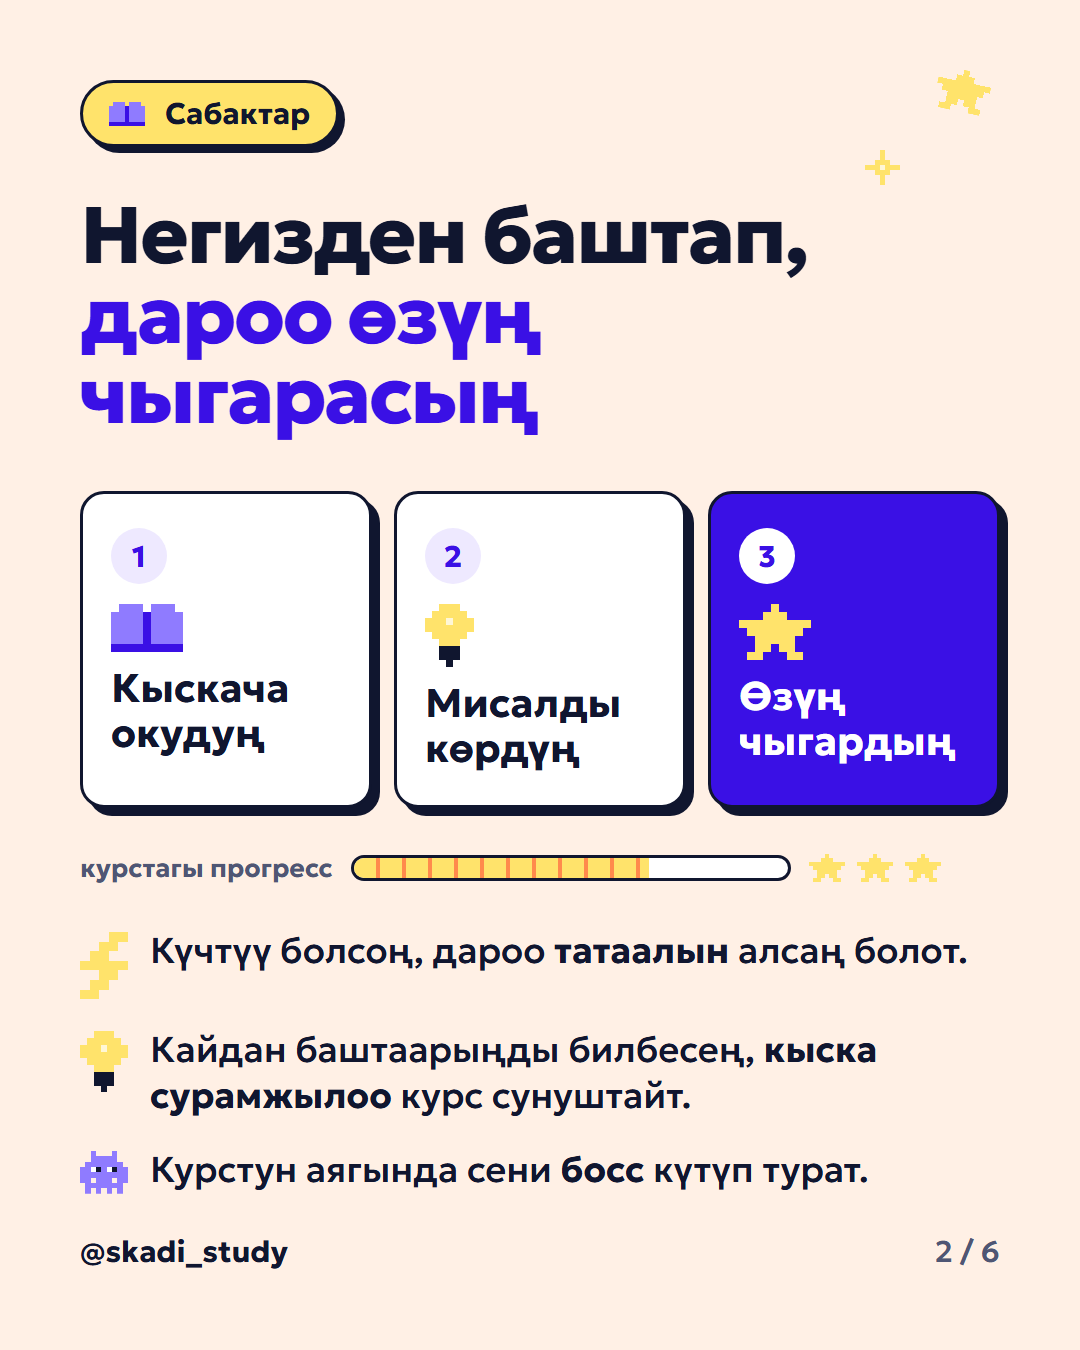 Сабактар
Негизден баштап,
дароо өзүң
чыгарасың
1
Кыскача
окудуң
2
Мисалды
көрдүң
3
Өзүң
чыгардың
курстагы прогресс
Күчтүү болсоң, дароо татаалын алсаң болот.
Кайдан баштаарыңды билбесең, кыска
сурамжылоо курс сунуштайт.
Курстун аягында сени босс күтүп турат.
@skadi_study
2 / 6